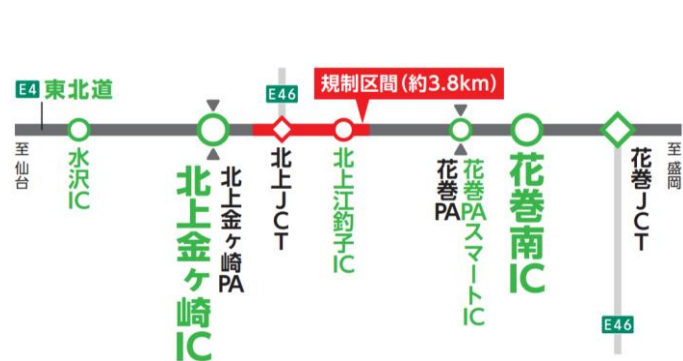 E4 東北道
E46
規制区間(約3.8km)
至仙台
水沢IC
北上金ヶ崎IC
北上金ヶ崎PA
北上JCT
北上江釣子IC
花巻PA
花巻PAスマートIC
花巻南IC
花巻JCT
至盛岡
E46